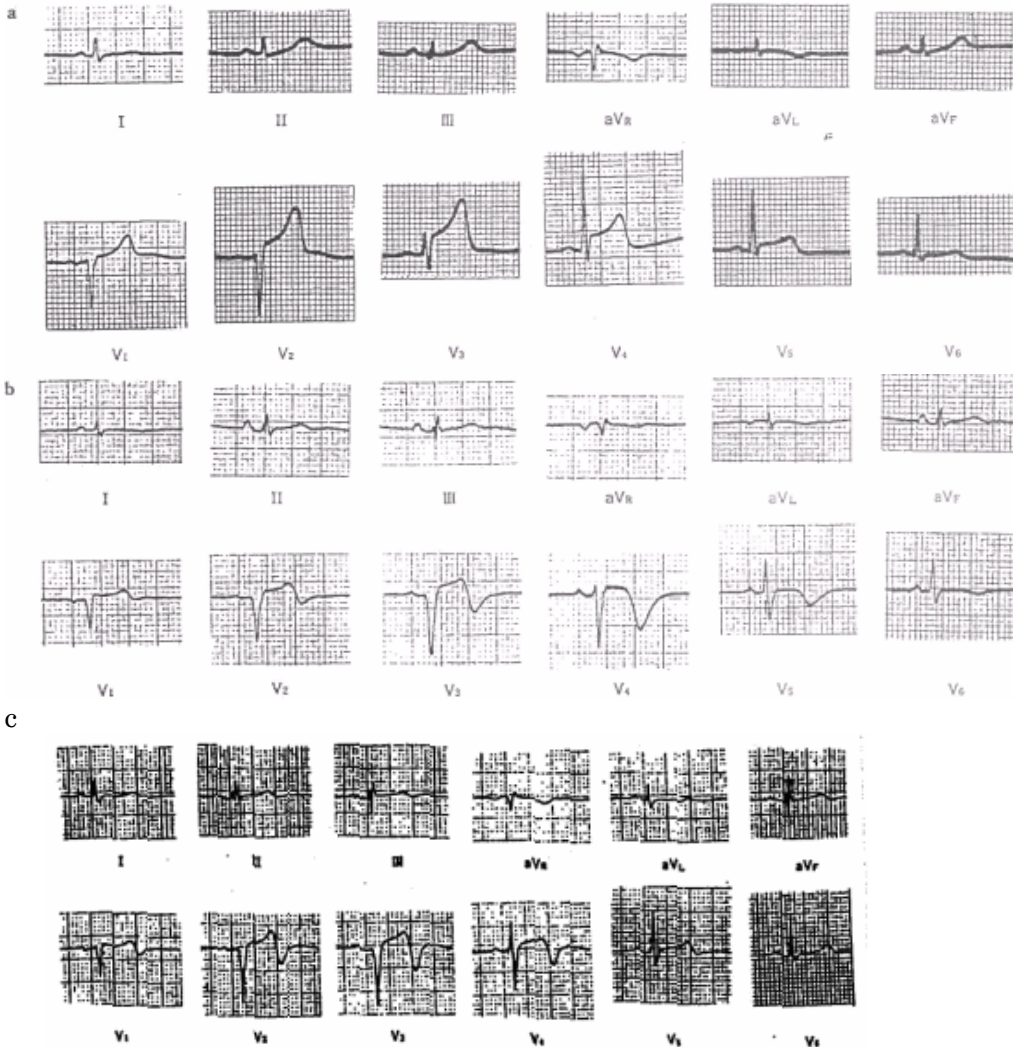 a
I II III aVR aVL aVF
V1 V2 V3 V4 V5 V6
b
I II III aVR aVL aVF
V1 V2 V3 V4 V5 V6
c
I II III aVR aVL aVF
V1 V2 V3 V4 V5 V6